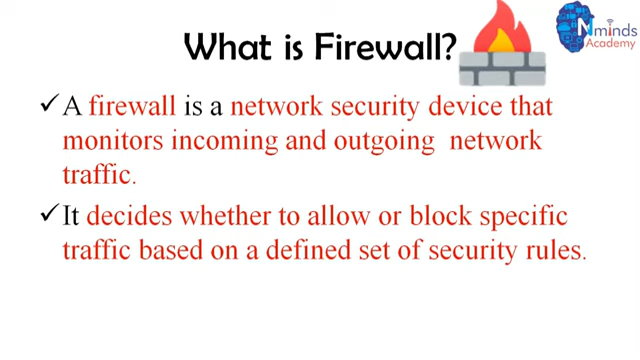 What is Firewall?
Nminds
Academy
✓ A firewall is a network security device that
monitors incoming and outgoing network
traffic.
✓ It decides whether to allow or block specific
traffic based on a defined set of security rules.